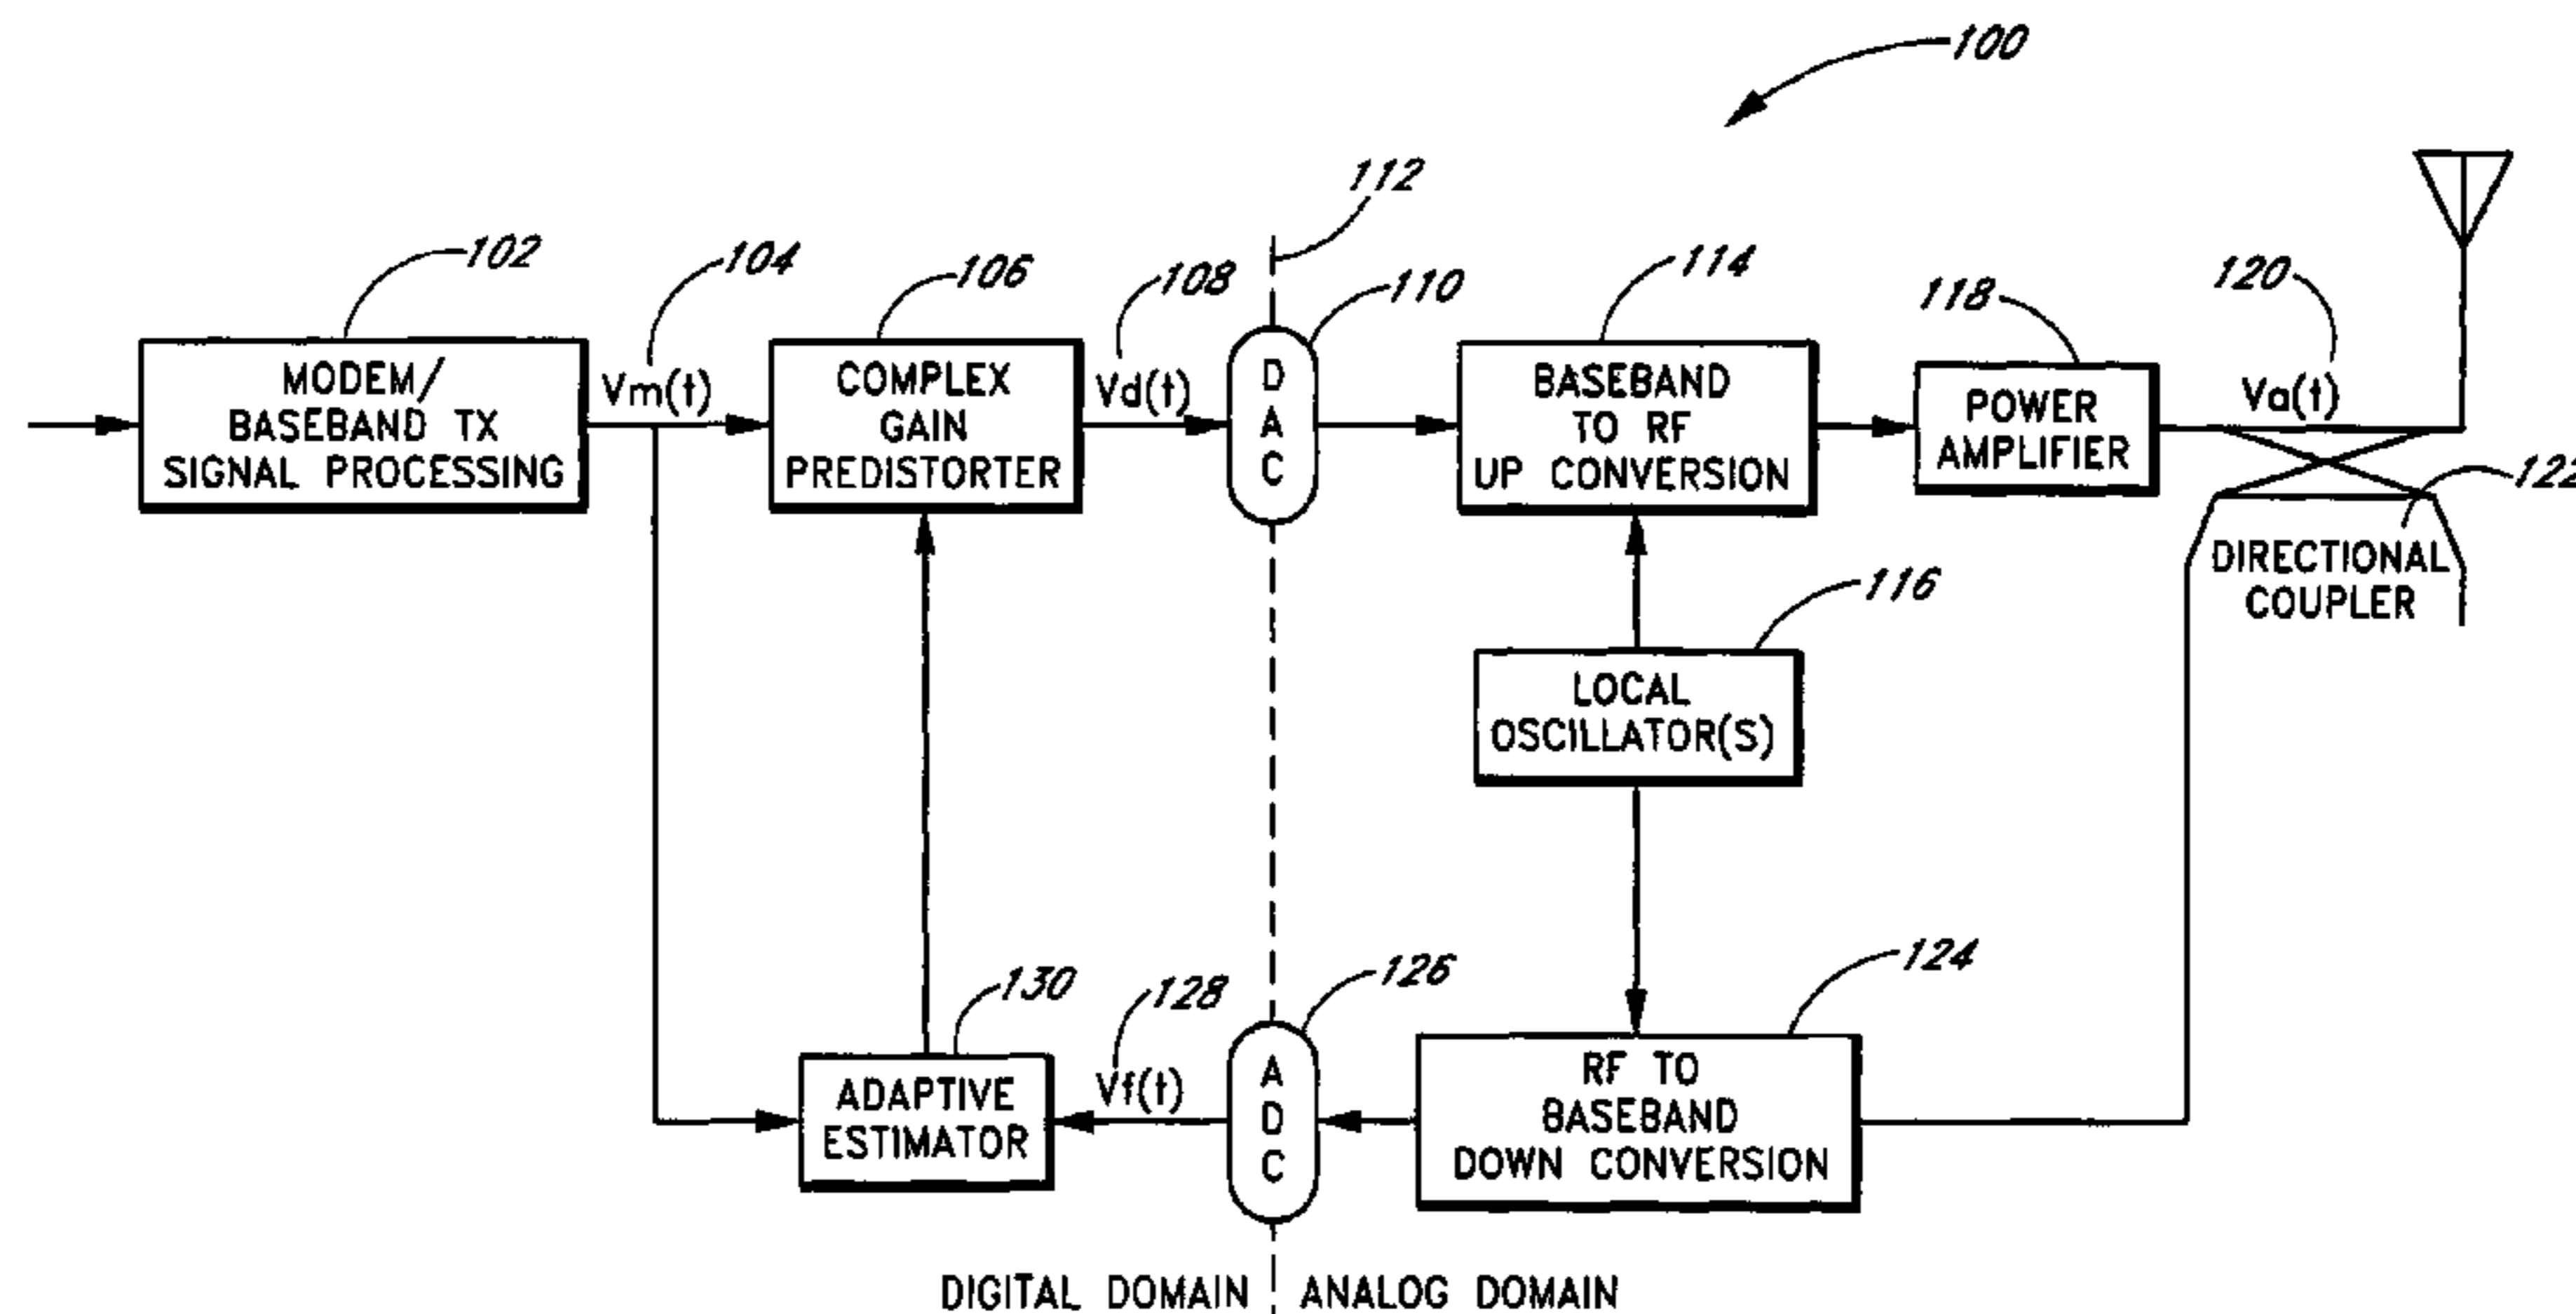 100
112
102
104
106
108
110
114
118
120
MODEM/
BASEBAND TX
SIGNAL PROCESSING
Vm(t)
COMPLEX
GAIN
PREDISTORTER
Vd(t)
D
A
C
BASEBAND
TO RF
UP CONVERSION
POWER
AMPLIFIER
Va(t)
122
DIRECTIONAL
COUPLER
116
LOCAL
OSCILLATOR(S)
130
128
126
124
ADAPTIVE
ESTIMATOR
Vf(t)
A
D
C
RF TO
BASEBAND
DOWN CONVERSION
DIGITAL DOMAIN
ANALOG DOMAIN